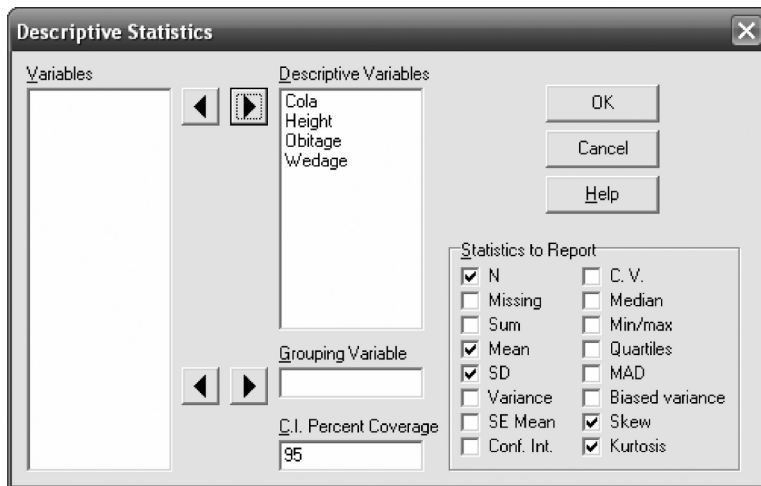 Descriptive Statistics
Variables
Descriptive Variables
Cola
Height
Obitage
Wedage
OK
Cancel
Help
Grouping Variable
C.I. Percent Coverage
95
Statistics to Report
N
C. V.
Missing
Median
Sum
Min/max
Mean
Quartiles
SD
MAD
Variance
Biased variance
SE Mean
Skew
Conf. Int.
Kurtosis